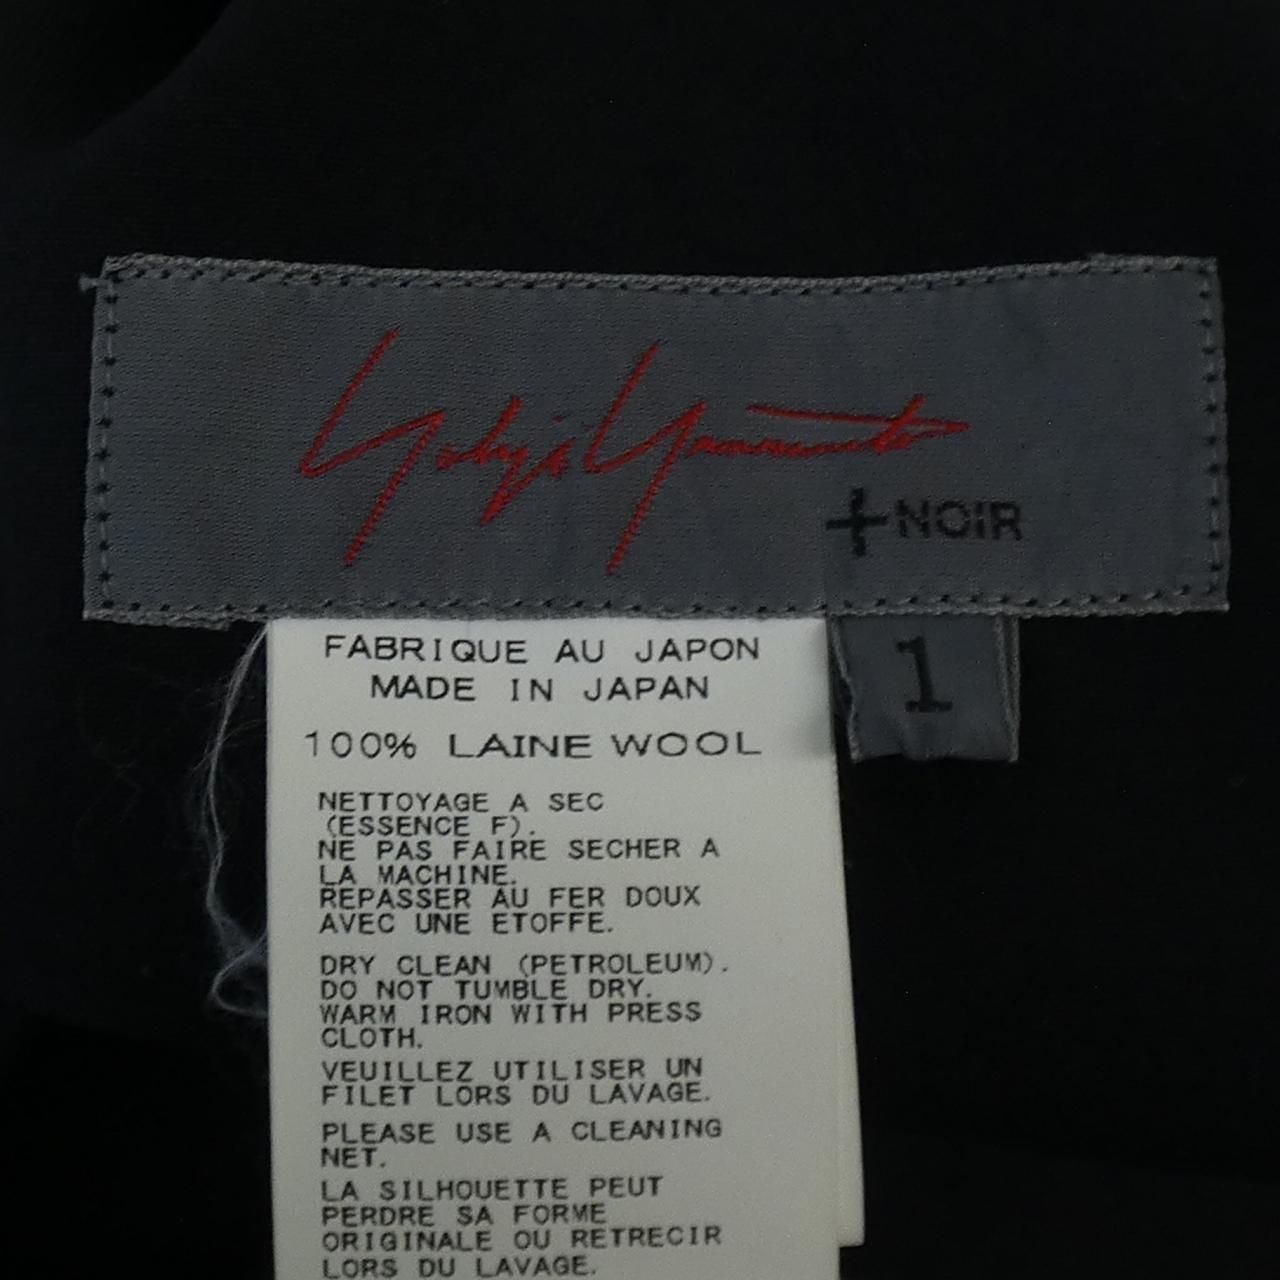 Yohji Yamamoto
+NOIR
1
FABRIQUE AU JAPON
MADE IN JAPAN
100% LAINE WOOL
NETTOYAGE A SEC
(ESSENCE F).
NE PAS FAIRE SECHER A
LA MACHINE.
REPASSER AU FER DOUX
AVEC UNE ETOFFE.
DRY CLEAN (PETROLEUM).
DO NOT TUMBLE DRY.
WARM IRON WITH PRESS
CLOTH.
VEUILLEZ UTILISER UN
FILET LORS DU LAVAGE.
PLEASE USE A CLEANING
NET.
LA SILHOUETTE PEUT
PERDRE SA FORME
ORIGINALE OU RETRECIR
LORS DU LAVAGE.